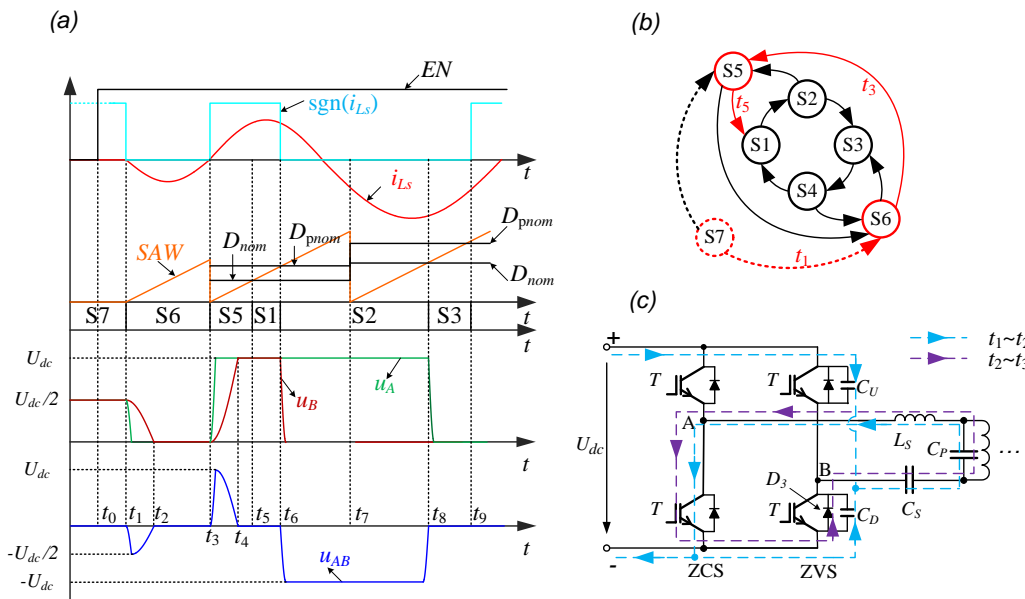 (a)
EN
sgn(iLs)
t
iLs
SAW
Dnom
Dpnom
Dpnom
Dnom
t
S7
S6
S5
S1
S2
S3
t
Udc
Udc/2
uA
uB
t
Udc
-Udc/2
-Udc
t0
t1
t2
t3
t4
t5
t6
t7
t8
t9
t
uAB
(b)
S5
S2
S1
S3
S4
S6
S7
t5
t3
t1
(c)
t1~t2
t2~t3
+
T
T
CU
A
LS
CP
...
Udc
B
CS
D3
T
T
CD
-
ZCS
ZVS